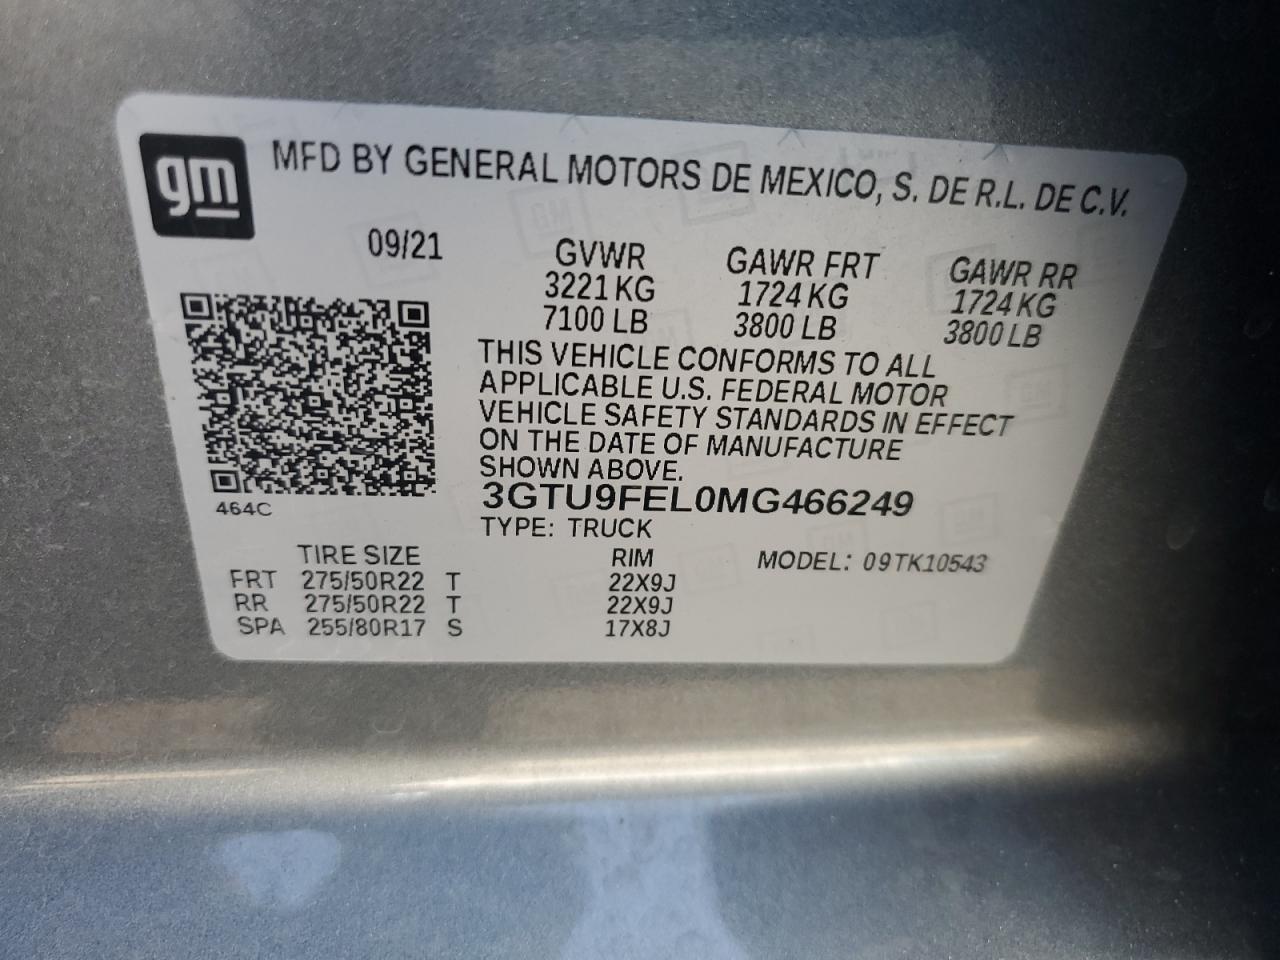 gm
MFD BY GENERAL MOTORS DE MEXICO, S. DE R.L. DE C.V.
09/21 GVWR GAWR FRT GAWR RR
3221 KG 1724 KG 1724 KG
7100 LB 3800 LB 3800 LB
THIS VEHICLE CONFORMS TO ALL
APPLICABLE U.S. FEDERAL MOTOR
VEHICLE SAFETY STANDARDS IN EFFECT
ON THE DATE OF MANUFACTURE
SHOWN ABOVE.
3GTU9FEL0MG466249
464C
TYPE: TRUCK
TIRE SIZE RIM MODEL: 09TK10543
FRT 275/50R22 T 22X9J
RR 275/50R22 T 22X9J
SPA 255/80R17 S 17X8J